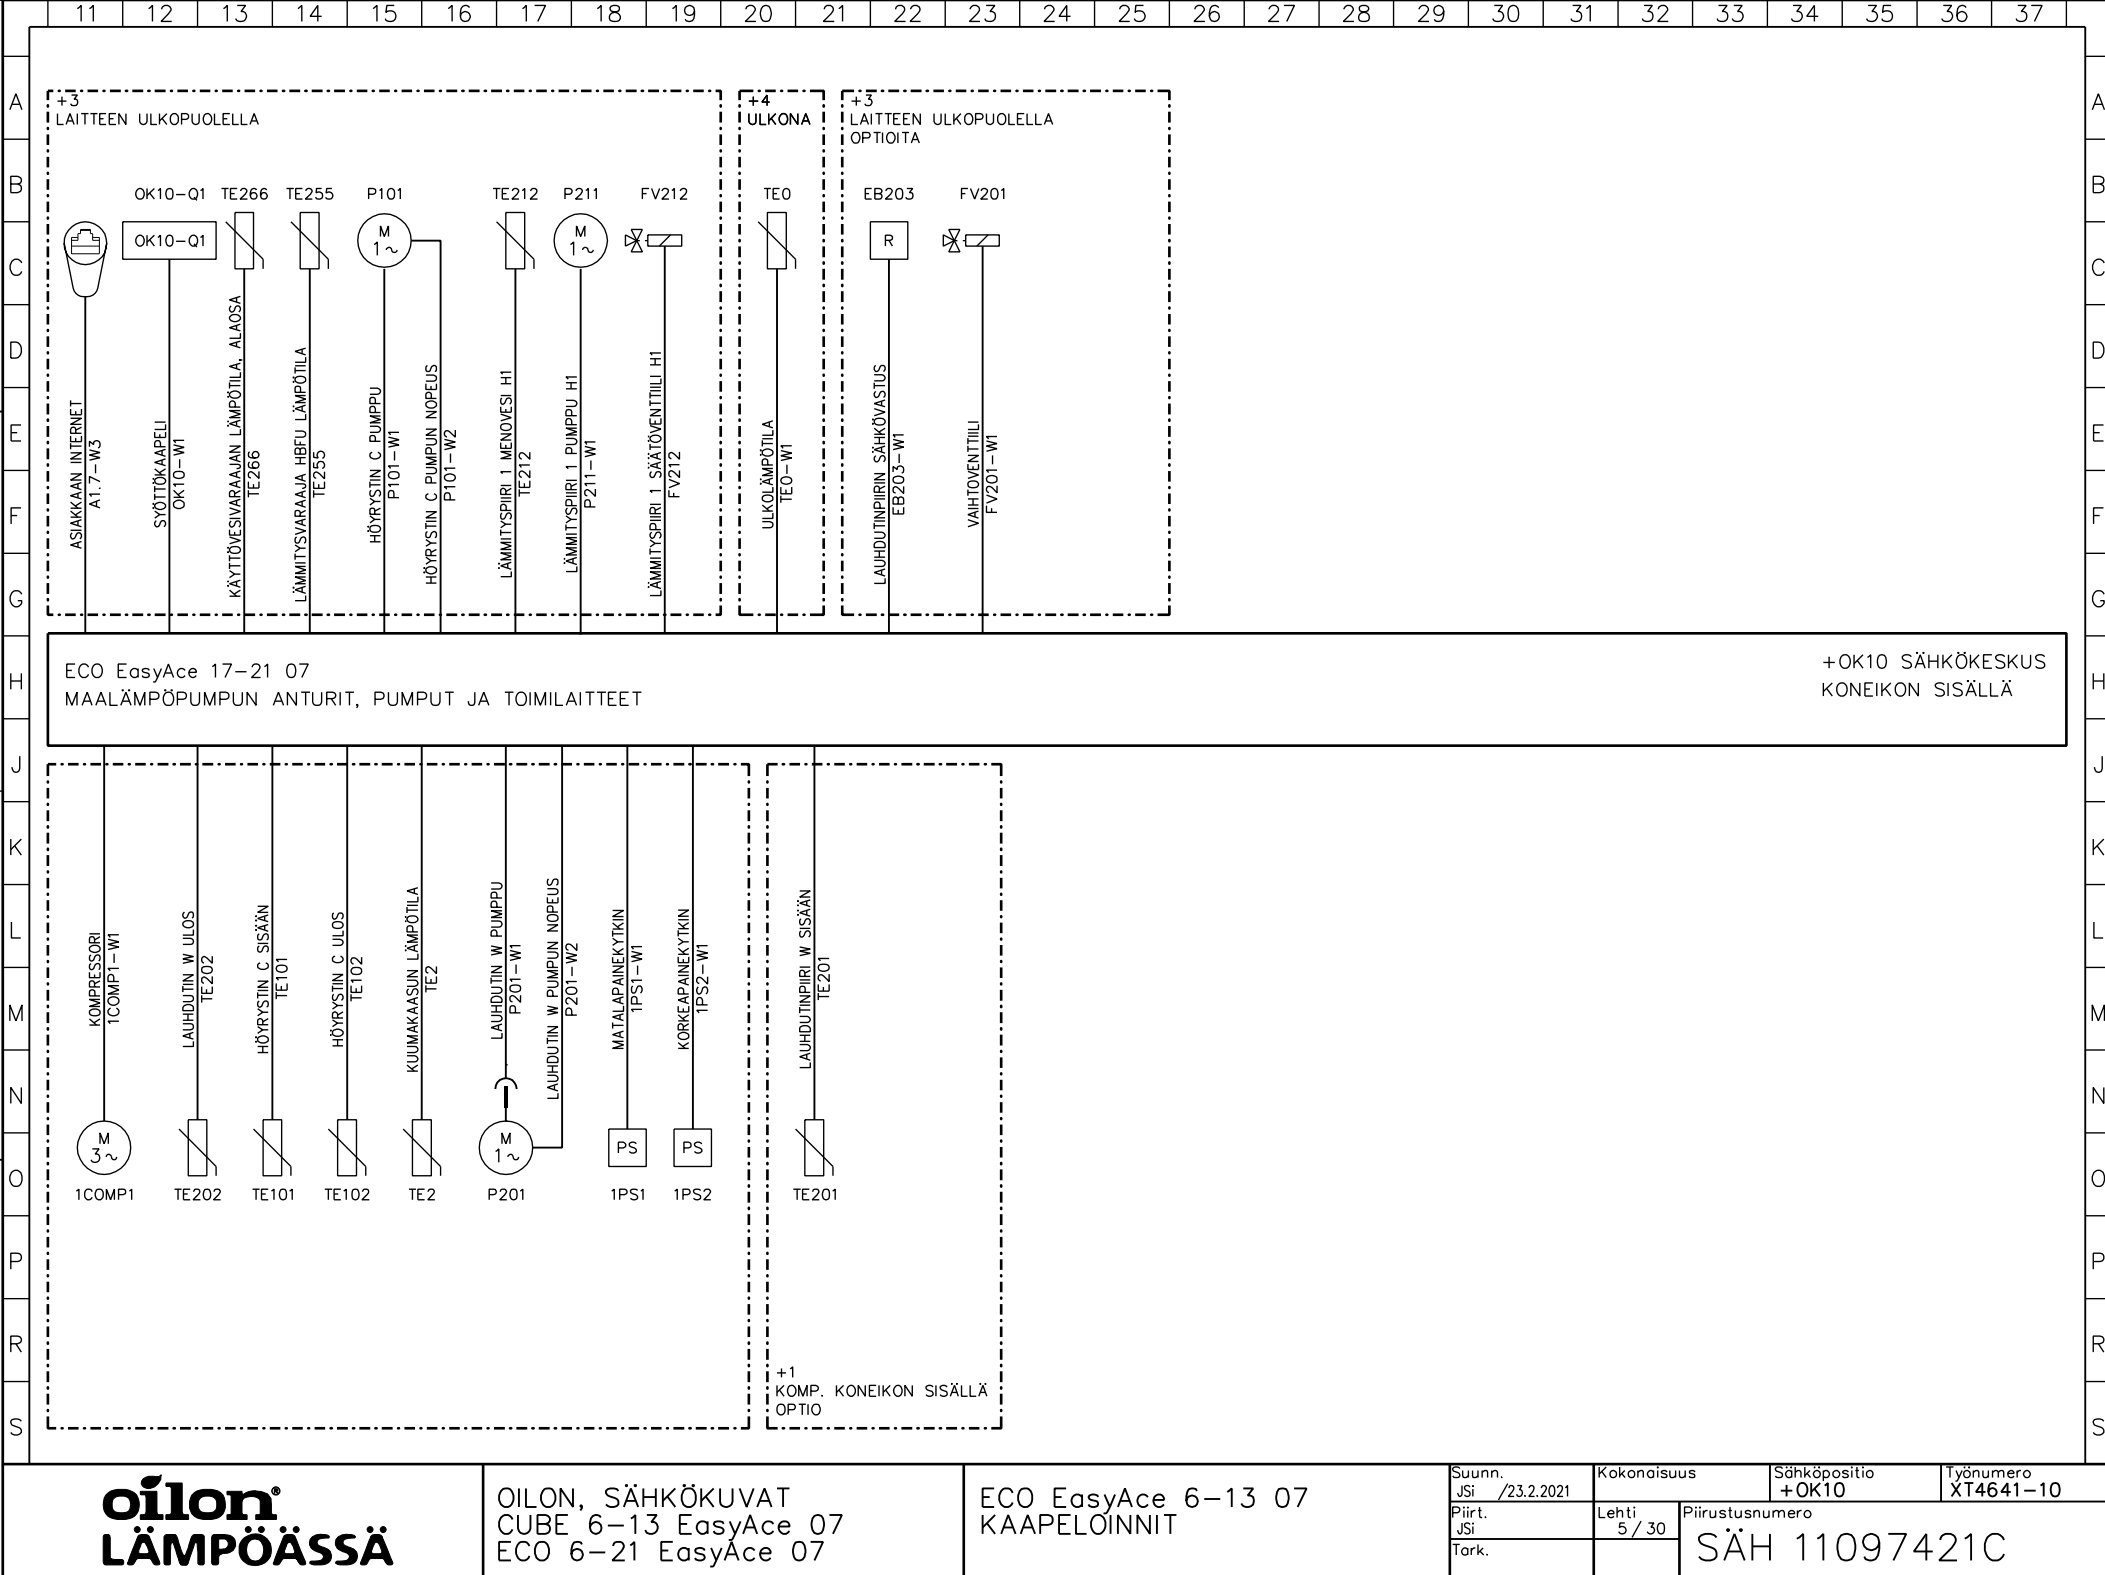 11 12 13 14 15 16 17 18 19 20 21 22 23 24 25 26 27 28 29 30 31 32 33 34 35 36 37
A A
B B
C C
D D
E E
F F
G G
H H
J J
K K
L L
M M
N N
O O
P P
R R
S S
+3
LAITTEEN ULKOPUOLELLA
+4
ULKONA
+3
LAITTEEN ULKOPUOLELLA
OPTIOITA
OK10-Q1 TE266 TE255 P101 TE212 P211 FV212 TE0 EB203 FV201
OK10-Q1
M
1~
M
1~
R
ASIAKKAAN INTERNET
A1.7-W3
SYÖTTÖKAAPELI
OK10-W1
KÄYTTÖVESIVARAAJAN LÄMPÖTILA, ALAOSA
TE266
LÄMMITYSVARAAJA HBFU LÄMPÖTILA
TE255
HÖYRYSTIN C PUMPPU
P101-W1
HÖYRYSTIN C PUMPUN NOPEUS
P101-W2
LÄMMITYSPIIRI 1 MENOVESI H1
TE212
LÄMMITYSPIIRI 1 PUMPPU H1
P211-W1
LÄMMITYSPIIRI 1 SÄÄTÖVENTTIILI H1
FV212
ULKOLÄMPÖTILA
TE0-W1
LAUHDUTINPIIRIN SÄHKÖVASTUS
EB203-W1
VAIHTOVENTTIILI
FV201-W1
ECO EasyAce 17-21 07
MAALÄMPÖPUMPUN ANTURIT, PUMPUT JA TOIMILAITTEET
+OK10 SÄHKÖKESKUS
KONEIKON SISÄLLÄ
KOMPRESSORI
1COMP1-W1
LAUHDUTIN W ULOS
TE202
HÖYRYSTIN C SISÄÄN
TE101
HÖYRYSTIN C ULOS
TE102
KUUMAKAASUN LÄMPÖTILA
TE2
LAUHDUTIN W PUMPPU
P201-W1
LAUHDUTIN W PUMPUN NOPEUS
P201-W2
MATALAPAINEKYTKIN
1PS1-W1
KORKEAPAINEKYTKIN
1PS2-W1
LAUHDUTINPIIRI W SISÄÄN
TE201
M
3~
M
1~
PS
PS
1COMP1 TE202 TE101 TE102 TE2 P201 1PS1 1PS2 TE201
+1
KOMP. KONEIKON SISÄLLÄ
OPTIO
oilon®
LÄMPÖÄSSÄ
OILON, SÄHKÖKUVAT
CUBE 6-13 EasyAce 07
ECO 6-21 EasyAce 07
ECO EasyAce 6-13 07
KAAPELOINNIT
Suunn.
JSi /23.2.2021
Piirt.
JSi
Tark.
Kokonaisuus
Lehti
5/30
Sähköpositio
+OK10
Työnumero
XT4641-10
Piirustusnumero
SÄH 11097421C